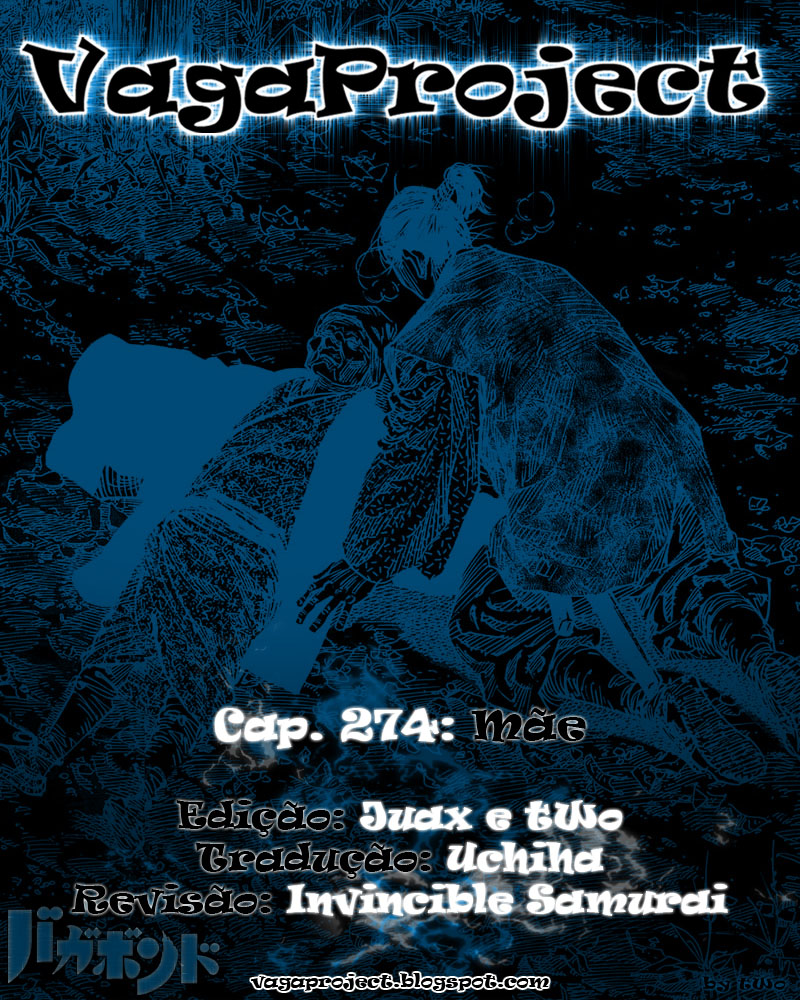 VagaProject
Cap. 274: Mãe
Edição: Juax e tWo
Tradução: Uchiha
Revisão: Invincible Samurai
バガボンド
vagaproject.blogspot.com
by tWo